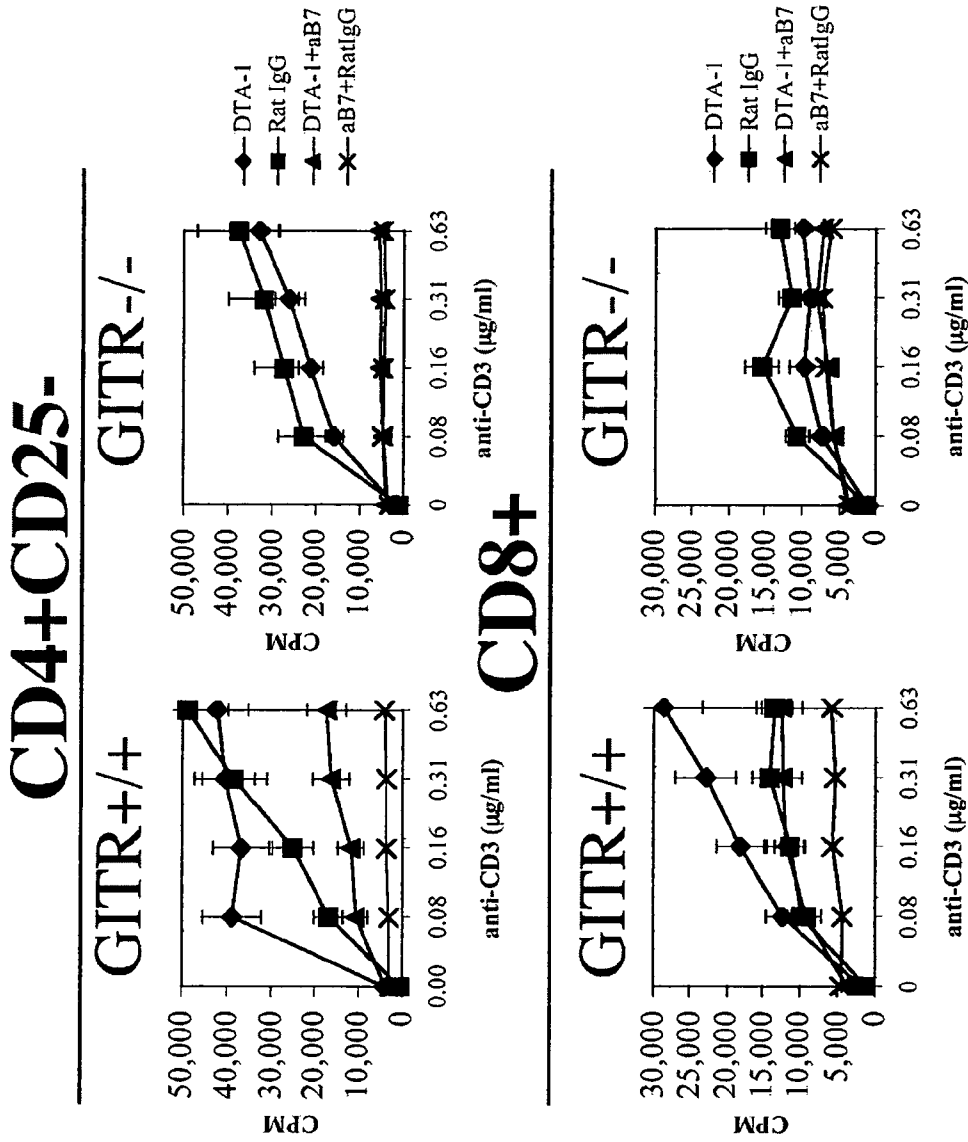 CD4+CD25-
GITR+/+
50,000
40,000
30,000
20,000
10,000
0
CPM
0.00 0.08 0.16 0.31 0.63
anti-CD3 (µg/ml)
GITR-/-
50,000
40,000
30,000
20,000
10,000
0
CPM
0 0.08 0.16 0.31 0.63
anti-CD3 (µg/ml)
DTA-1
Rat IgG
DTA-1+aB7
aB7+RatIgG
CD8+
GITR+/+
30,000
25,000
20,000
15,000
10,000
5,000
0
CPM
0 0.08 0.16 0.31 0.63
anti-CD3 (µg/ml)
GITR-/-
30,000
25,000
20,000
15,000
10,000
5,000
0
CPM
0 0.08 0.16 0.31 0.63
anti-CD3 (µg/ml)
DTA-1
Rat IgG
DTA-1+aB7
aB7+RatIgG